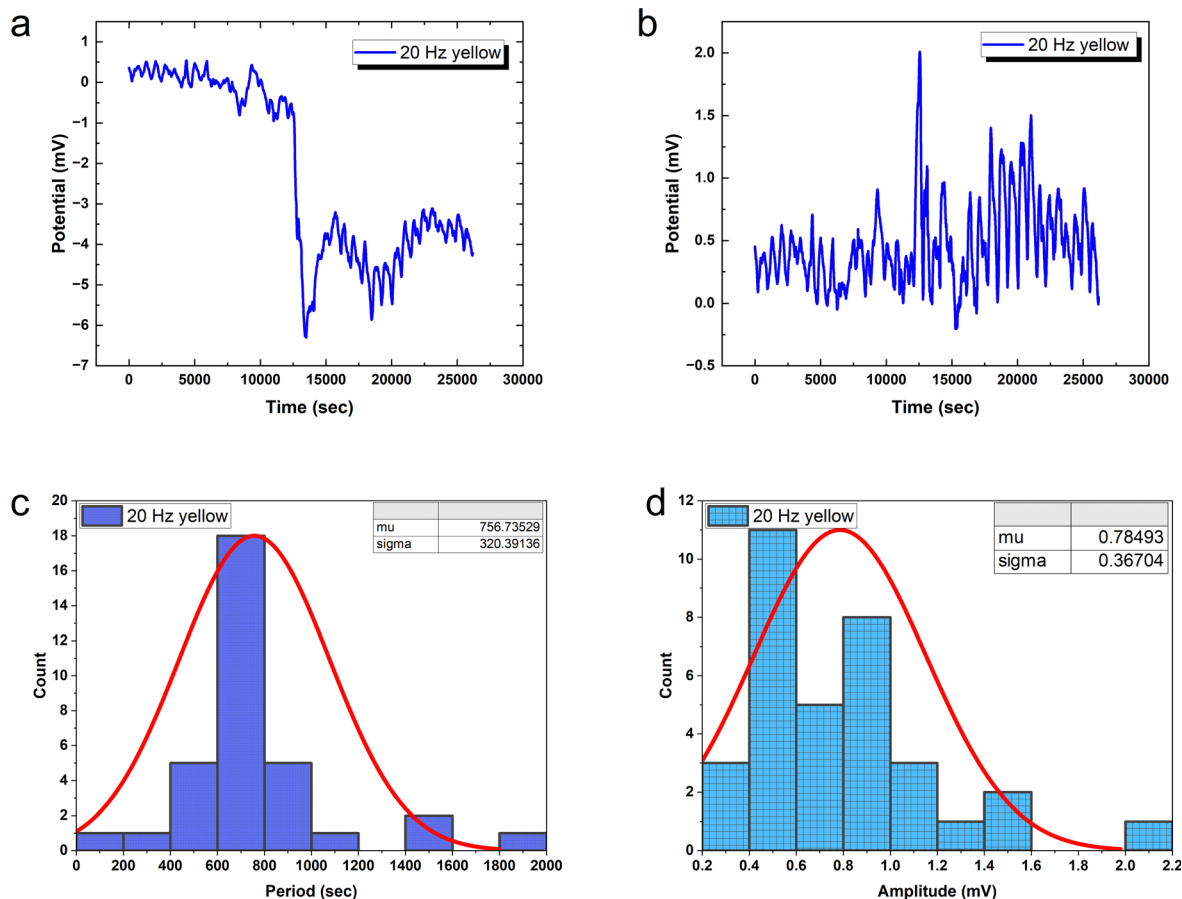 a
20 Hz yellow
1
0
−1
−2
−3
−4
−5
−6
−7
Potential (mV)
0 5000 10000 15000 20000 25000 30000
Time (sec)
b
20 Hz yellow
2.0
1.5
1.0
0.5
0.0
−0.5
Potential (mV)
0 5000 10000 15000 20000 25000 30000
Time (sec)
c
20 Hz yellow
mu 756.73529
sigma 320.39136
20
18
16
14
12
10
8
6
4
2
0
Count
0 200 400 600 800 1000 1200 1400 1600 1800 2000
Period (sec)
d
20 Hz yellow
mu 0.78493
sigma 0.36704
12
10
8
6
4
2
0
Count
0.2 0.4 0.6 0.8 1.0 1.2 1.4 1.6 1.8 2.0 2.2
Amplitude (mV)